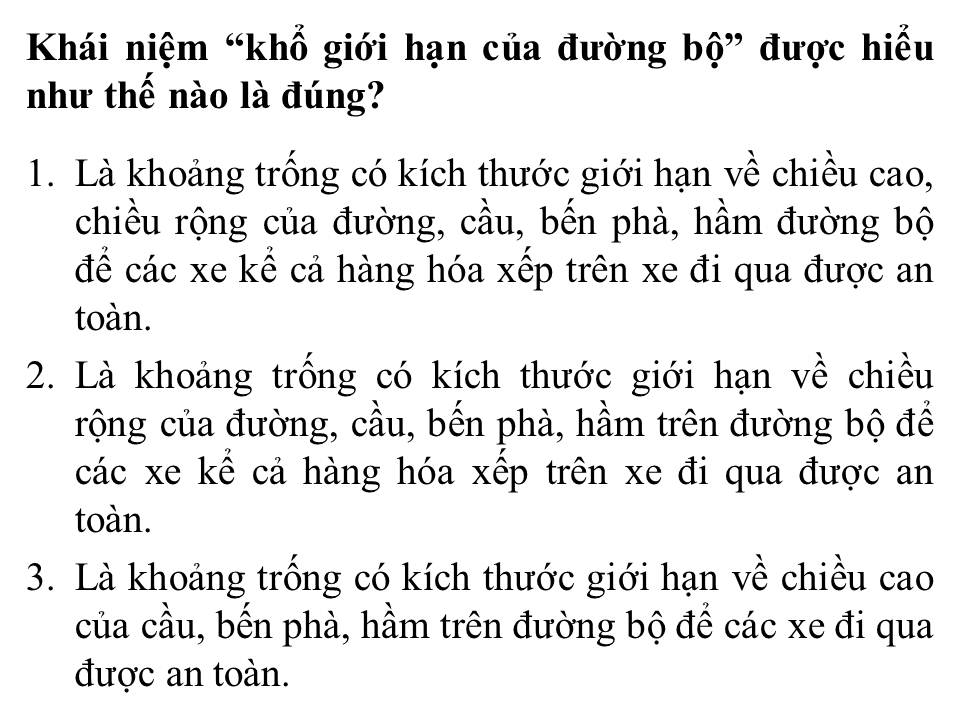 Khái niệm “khổ giới hạn của đường bộ” được hiểu
như thế nào là đúng?
1. Là khoảng trống có kích thước giới hạn về chiều cao,
chiều rộng của đường, cầu, bến phà, hầm đường bộ
để các xe kể cả hàng hóa xếp trên xe đi qua được an
toàn.
2. Là khoảng trống có kích thước giới hạn về chiều
rộng của đường, cầu, bến phà, hầm trên đường bộ để
các xe kể cả hàng hóa xếp trên xe đi qua được an
toàn.
3. Là khoảng trống có kích thước giới hạn về chiều cao
của cầu, bến phà, hầm trên đường bộ để các xe đi qua
được an toàn.